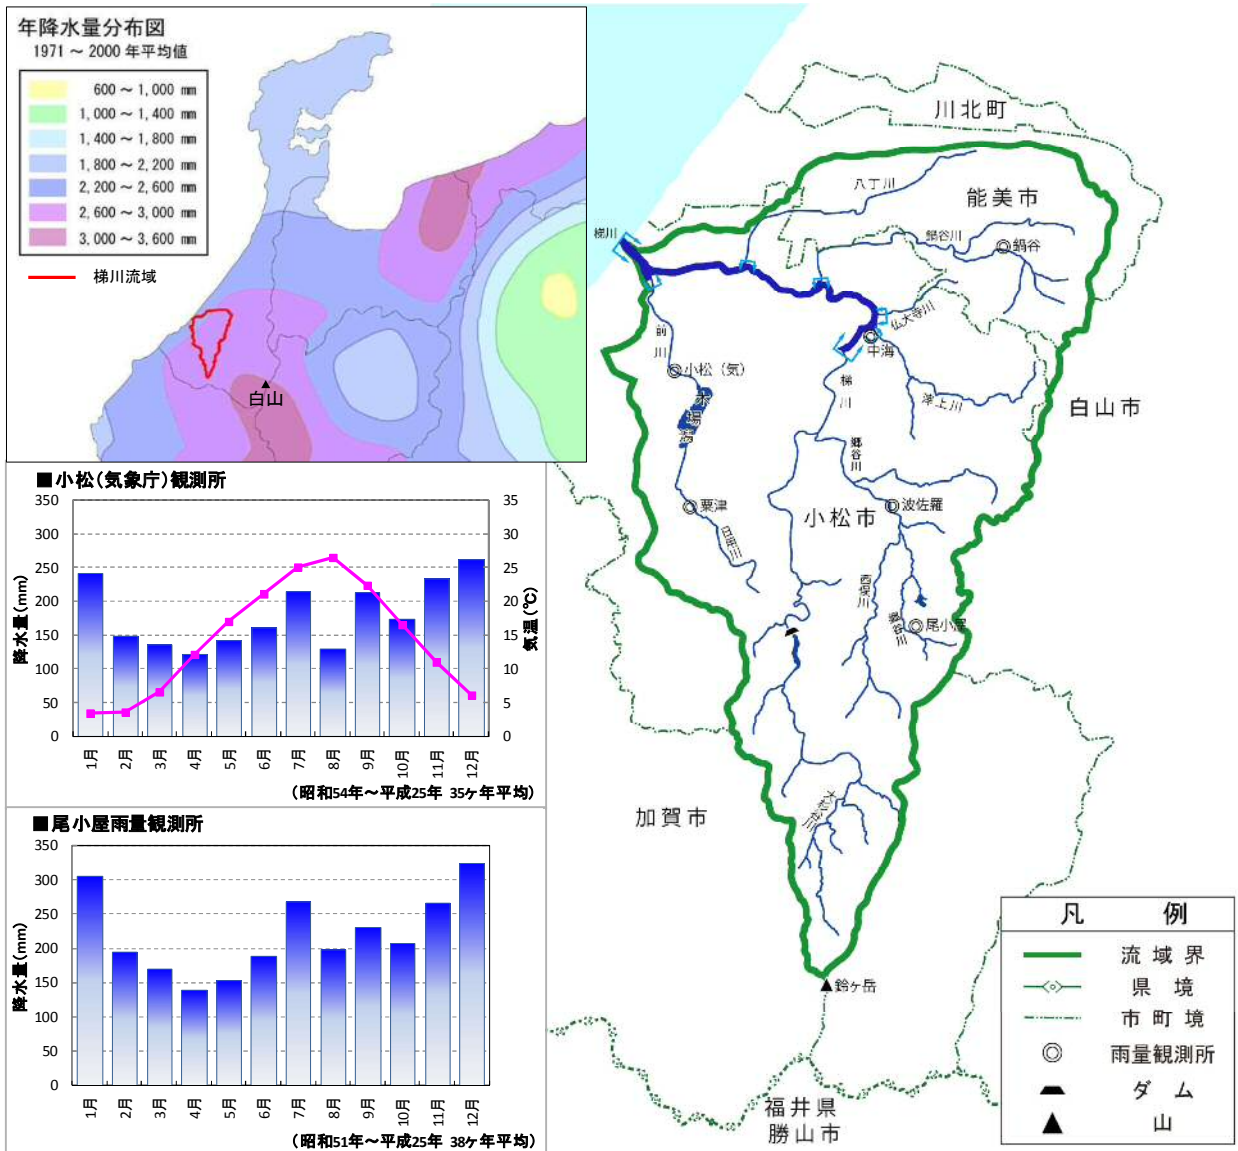 年降水量分布図
1971 ～ 2000 年平均値
600 ～ 1,000 mm
1,000 ～ 1,400 mm
1,400 ～ 1,800 mm
1,800 ～ 2,200 mm
2,200 ～ 2,600 mm
2,600 ～ 3,000 mm
3,000 ～ 3,600 mm
梯川流域
白山
■小松(気象庁)観測所
降水量(mm)
350
300
250
200
150
100
50
0
気温(℃)
35
30
25
20
15
10
5
0
1月
2月
3月
4月
5月
6月
7月
8月
9月
10月
11月
12月
(昭和54年～平成25年 35ヶ年平均)
■尾小屋雨量観測所
降水量(mm)
350
300
250
200
150
100
50
0
1月
2月
3月
4月
5月
6月
7月
8月
9月
10月
11月
12月
(昭和51年～平成25年 38ヶ年平均)
川北町
能美市
八丁川
鍋谷川
鍋谷
梯川
仏大寺川
中海
前川
小松（気）
木場潟
梯川
滓上川
白山市
郷谷川
粟津
日用川
小松市
波佐羅
西俣川
尾小屋
大杉谷川
加賀市
鈴ヶ岳
福井県
勝山市
凡 例
流域界
県境
市町境
雨量観測所
ダム
山